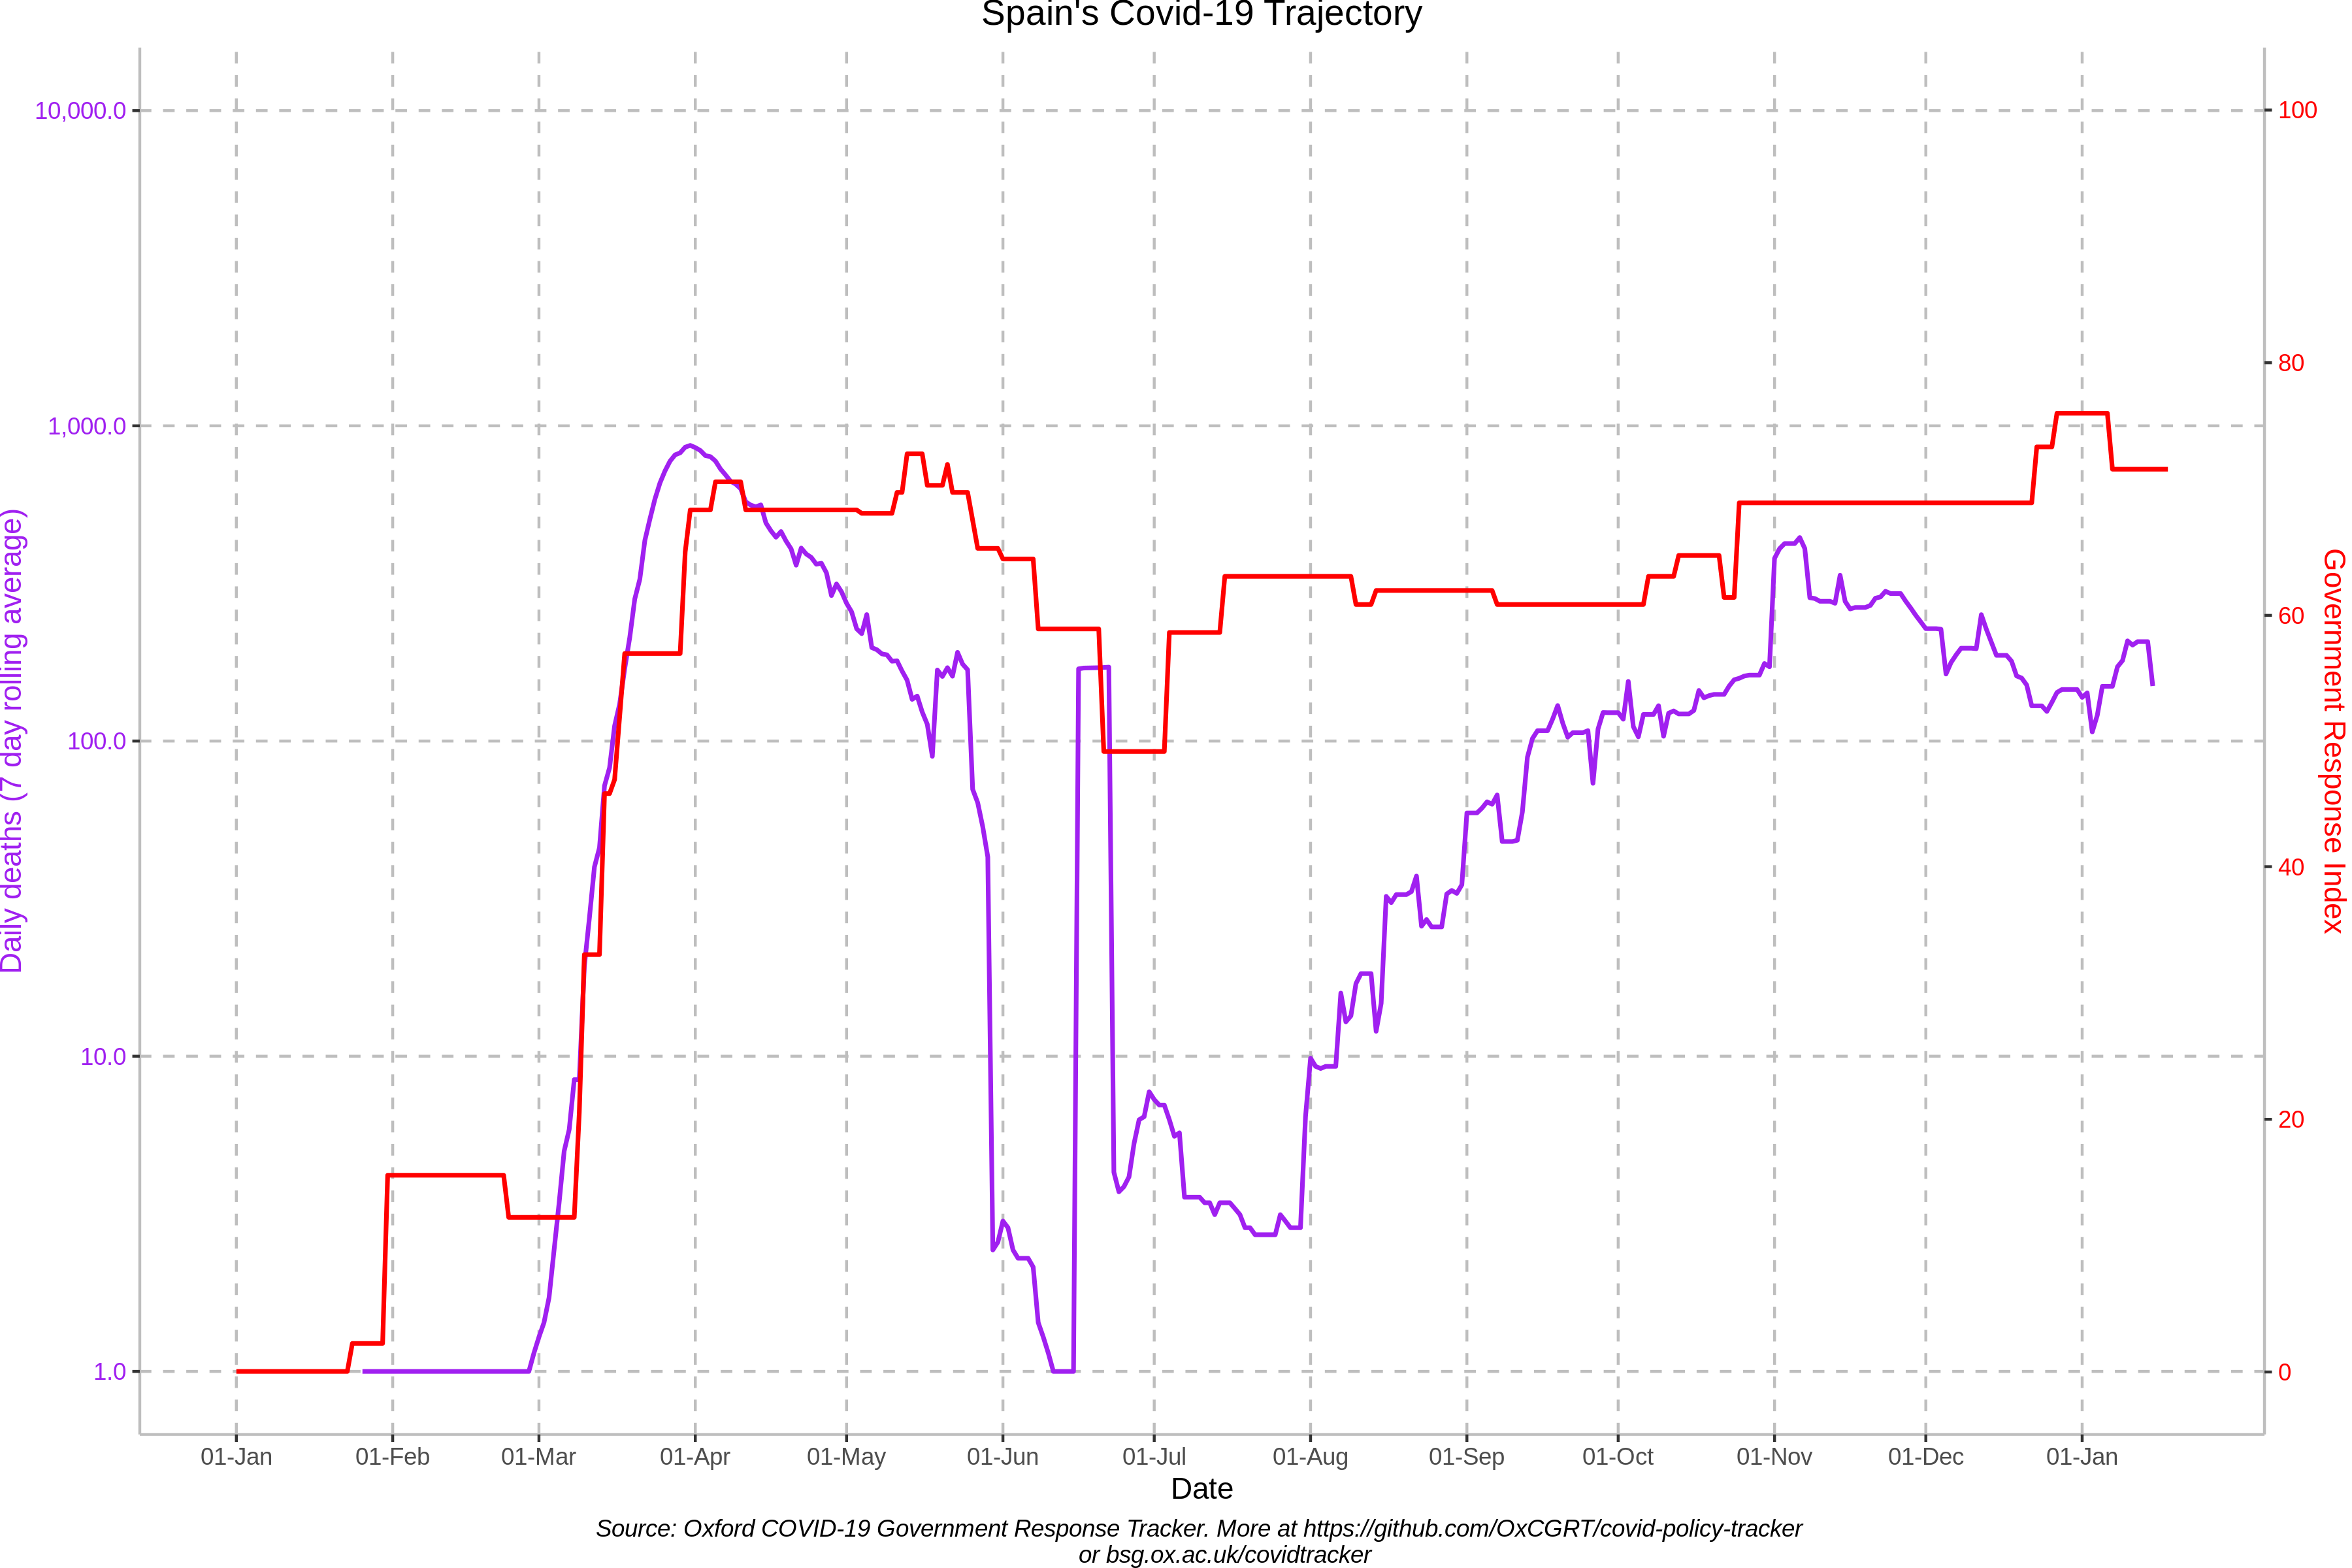 Spain's Covid-19 Trajectory
10,000.0
1,000.0
100.0
10.0
1.0
Daily deaths (7 day rolling average)
100
80
60
40
20
0
Government Response Index
01-Jan 01-Feb 01-Mar 01-Apr 01-May 01-Jun 01-Jul 01-Aug 01-Sep 01-Oct 01-Nov 01-Dec 01-Jan
Date
Source: Oxford COVID-19 Government Response Tracker. More at https://github.com/OxCGRT/covid-policy-tracker
or bsg.ox.ac.uk/covidtracker